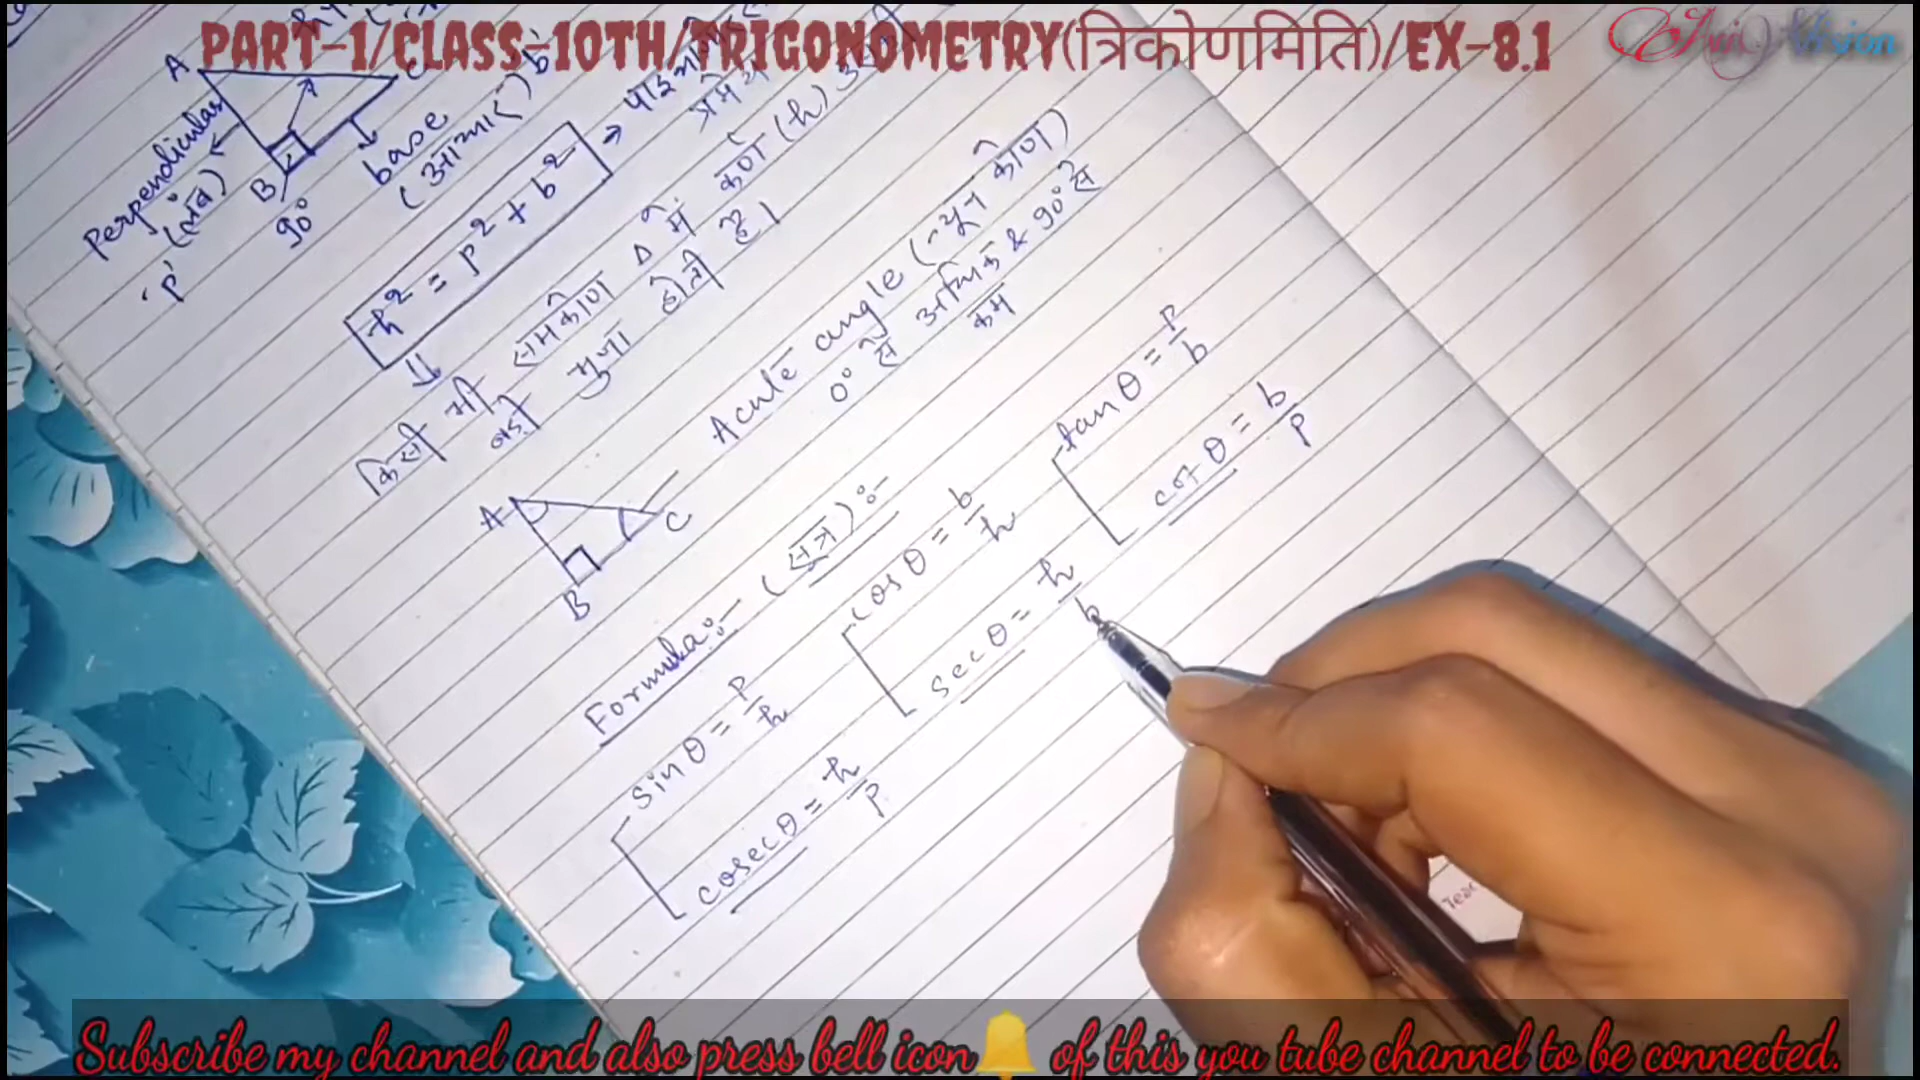 PART-1/CLASS-10TH/TRIGONOMETRY(त्रिकोणमिति)/EX-8.1
A
C
Perpendicular
(लंब)
'P'
B
90°
base
(आधार) 'b'
h² = p² + b²
किसी भी समकोण Δ में कर्ण (h)
बड़ी भुजा होती है।
A
B
C
Acute angle (न्यून कोण)
0° से अधिक & 90° से
कम
Formula:- (सूत्र):-
sin θ = P/h
cos θ = b/h
tan θ = P/b
cosec θ = h/P
sec θ = h/b
cot θ = b/P
Teac
Subscribe my channel and also press bell icon🔔 of this you tube channel to be connected.